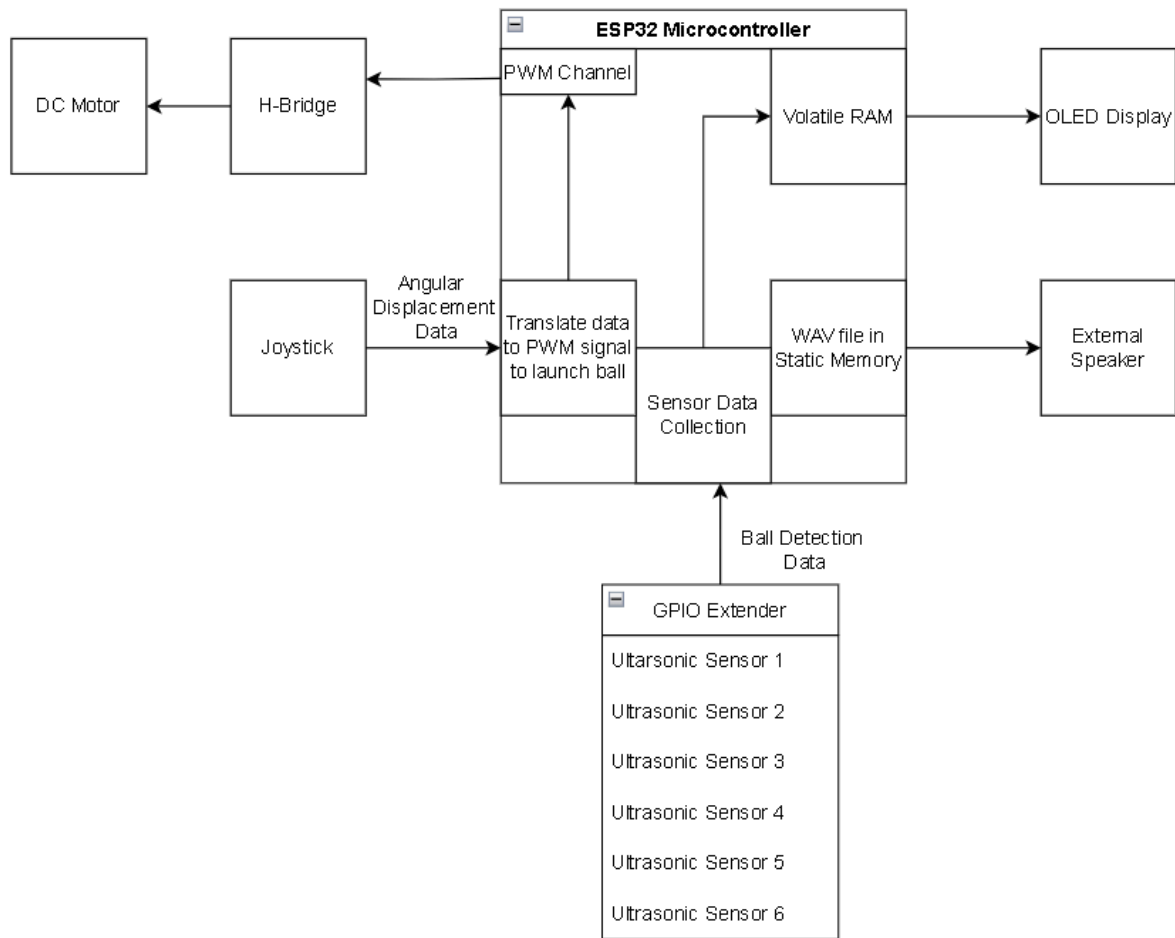 ESP32 Microcontroller
PWM Channel
DC Motor
H-Bridge
Volatile RAM
OLED Display
Angular
Displacement
Data
Joystick
Translate data
to PWM signal
to launch ball
WAV file in
Static Memory
External
Speaker
Sensor Data
Collection
Ball Detection
Data
GPIO Extender
Ultarsonic Sensor 1
Ultrasonic Sensor 2
Ultrasonic Sensor 3
Ultrasonic Sensor 4
Ultrasonic Sensor 5
Ultrasonic Sensor 6